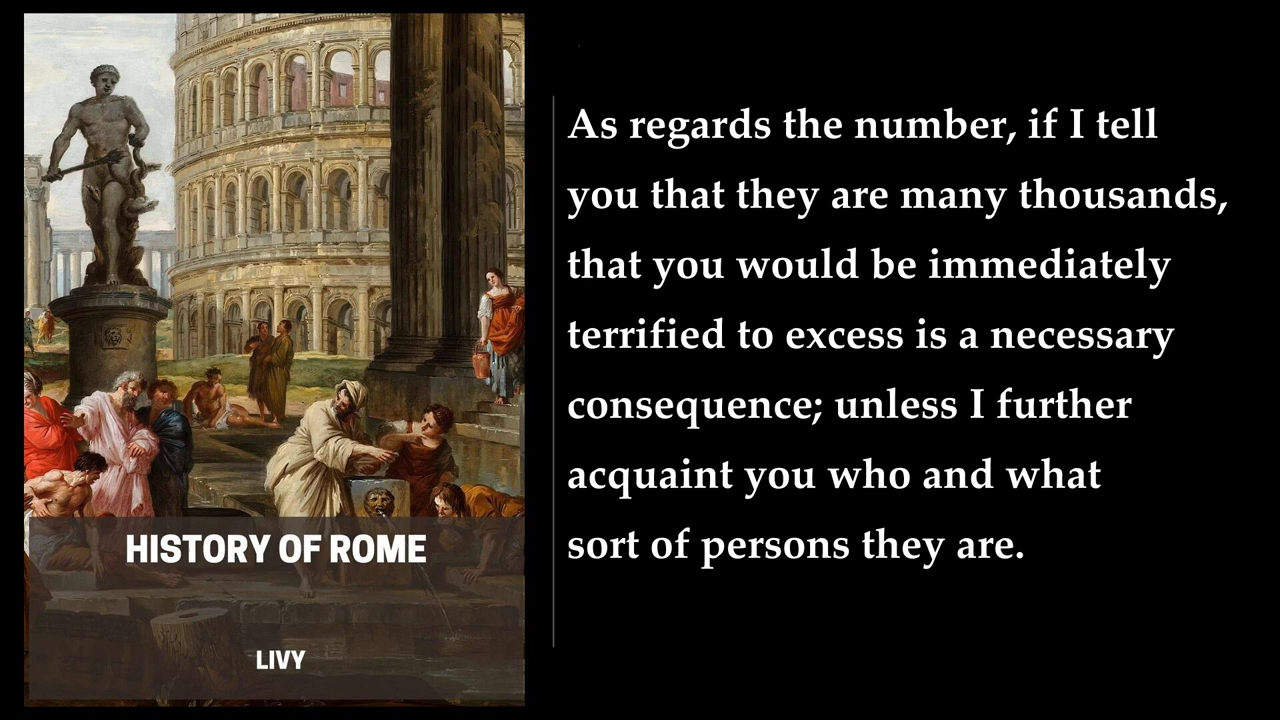 HISTORY OF ROME
LIVY
As regards the number, if I tell
you that they are many thousands,
that you would be immediately
terrified to excess is a necessary
consequence; unless I further
acquaint you who and what
sort of persons they are.